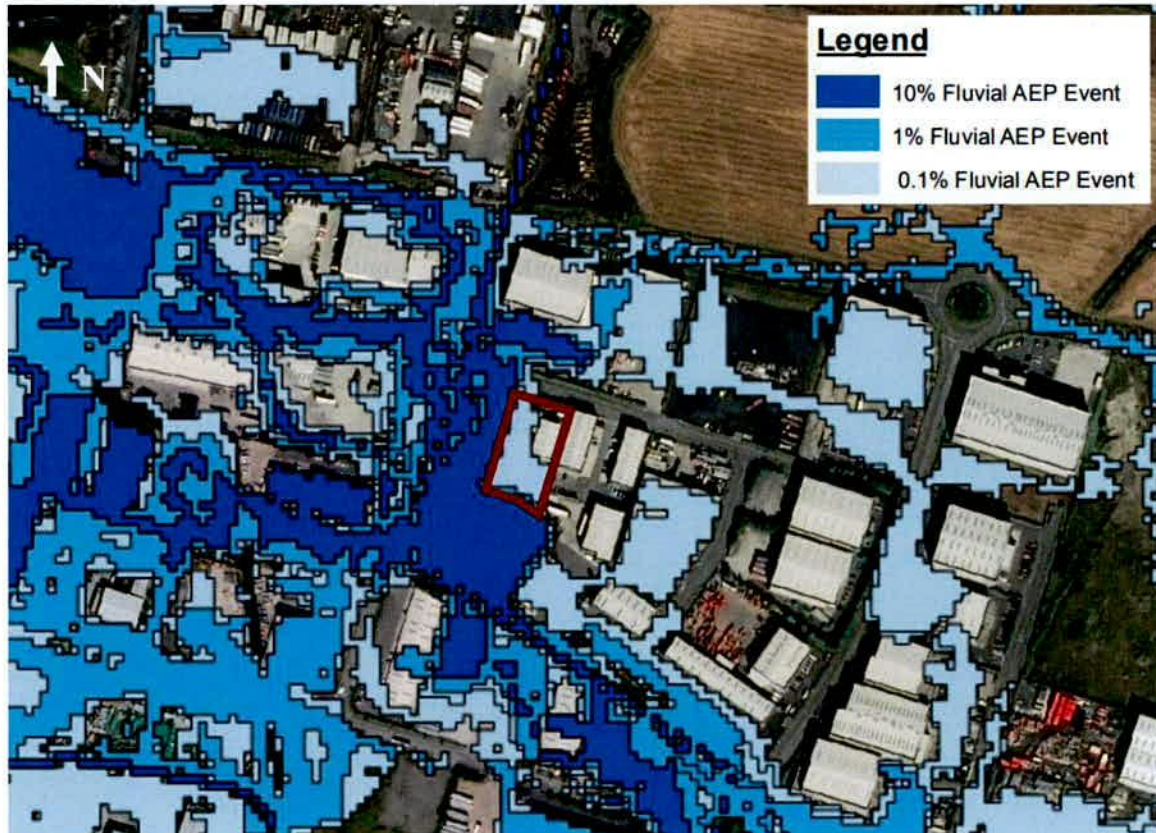 N
Legend
10% Fluvial AEP Event
1% Fluvial AEP Event
0.1% Fluvial AEP Event